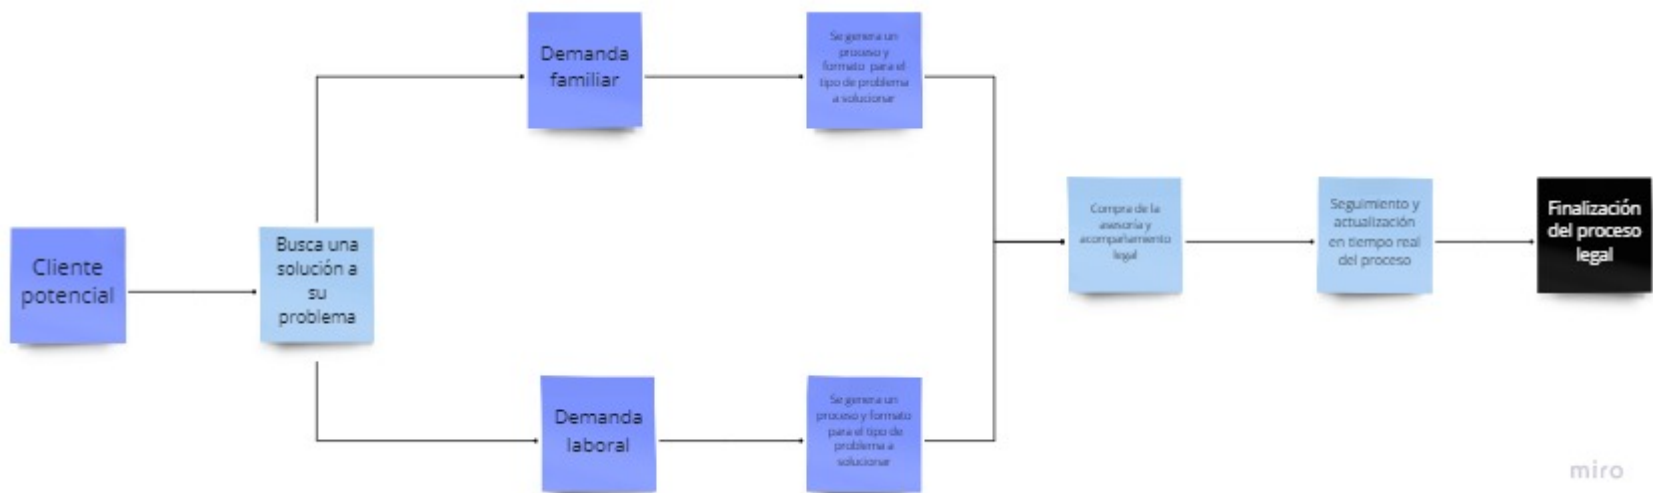 Cliente
potencial
Busca una
solución a
su
problema
Demanda
familiar
Se genera un
proceso y
formato para el
tipo de problema
a solucionar
Demanda
laboral
Se genera un
proceso y formato
para el tipo de
problema a
solucionar
Compra de la
asesoría y
acompañamiento
legal
Seguimiento y
actualización
en tiempo real
del proceso
Finalización
del proceso
legal
miro